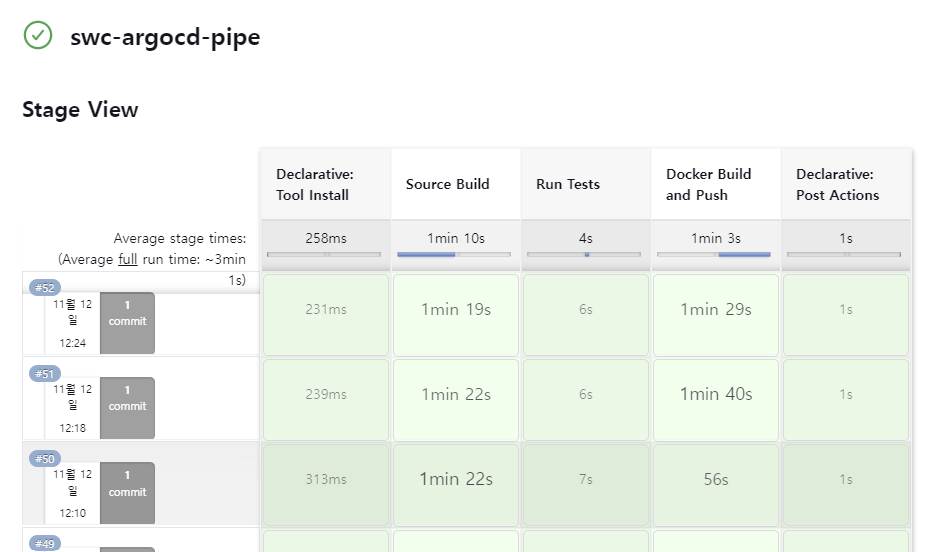 swc-argocd-pipe
Stage View
Declarative:
Tool Install
Source Build
Run Tests
Docker Build
and Push
Declarative:
Post Actions
Average stage times:
(Average full run time: ~3min
1s)
258ms
1min 10s
4s
1min 3s
1s
#52
11월 12
일
12:24
1
commit
231ms
1min 19s
6s
1min 29s
1s
#51
11월 12
일
12:18
1
commit
239ms
1min 22s
6s
1min 40s
1s
#50
11월 12
일
12:10
1
commit
313ms
1min 22s
7s
56s
1s
#49